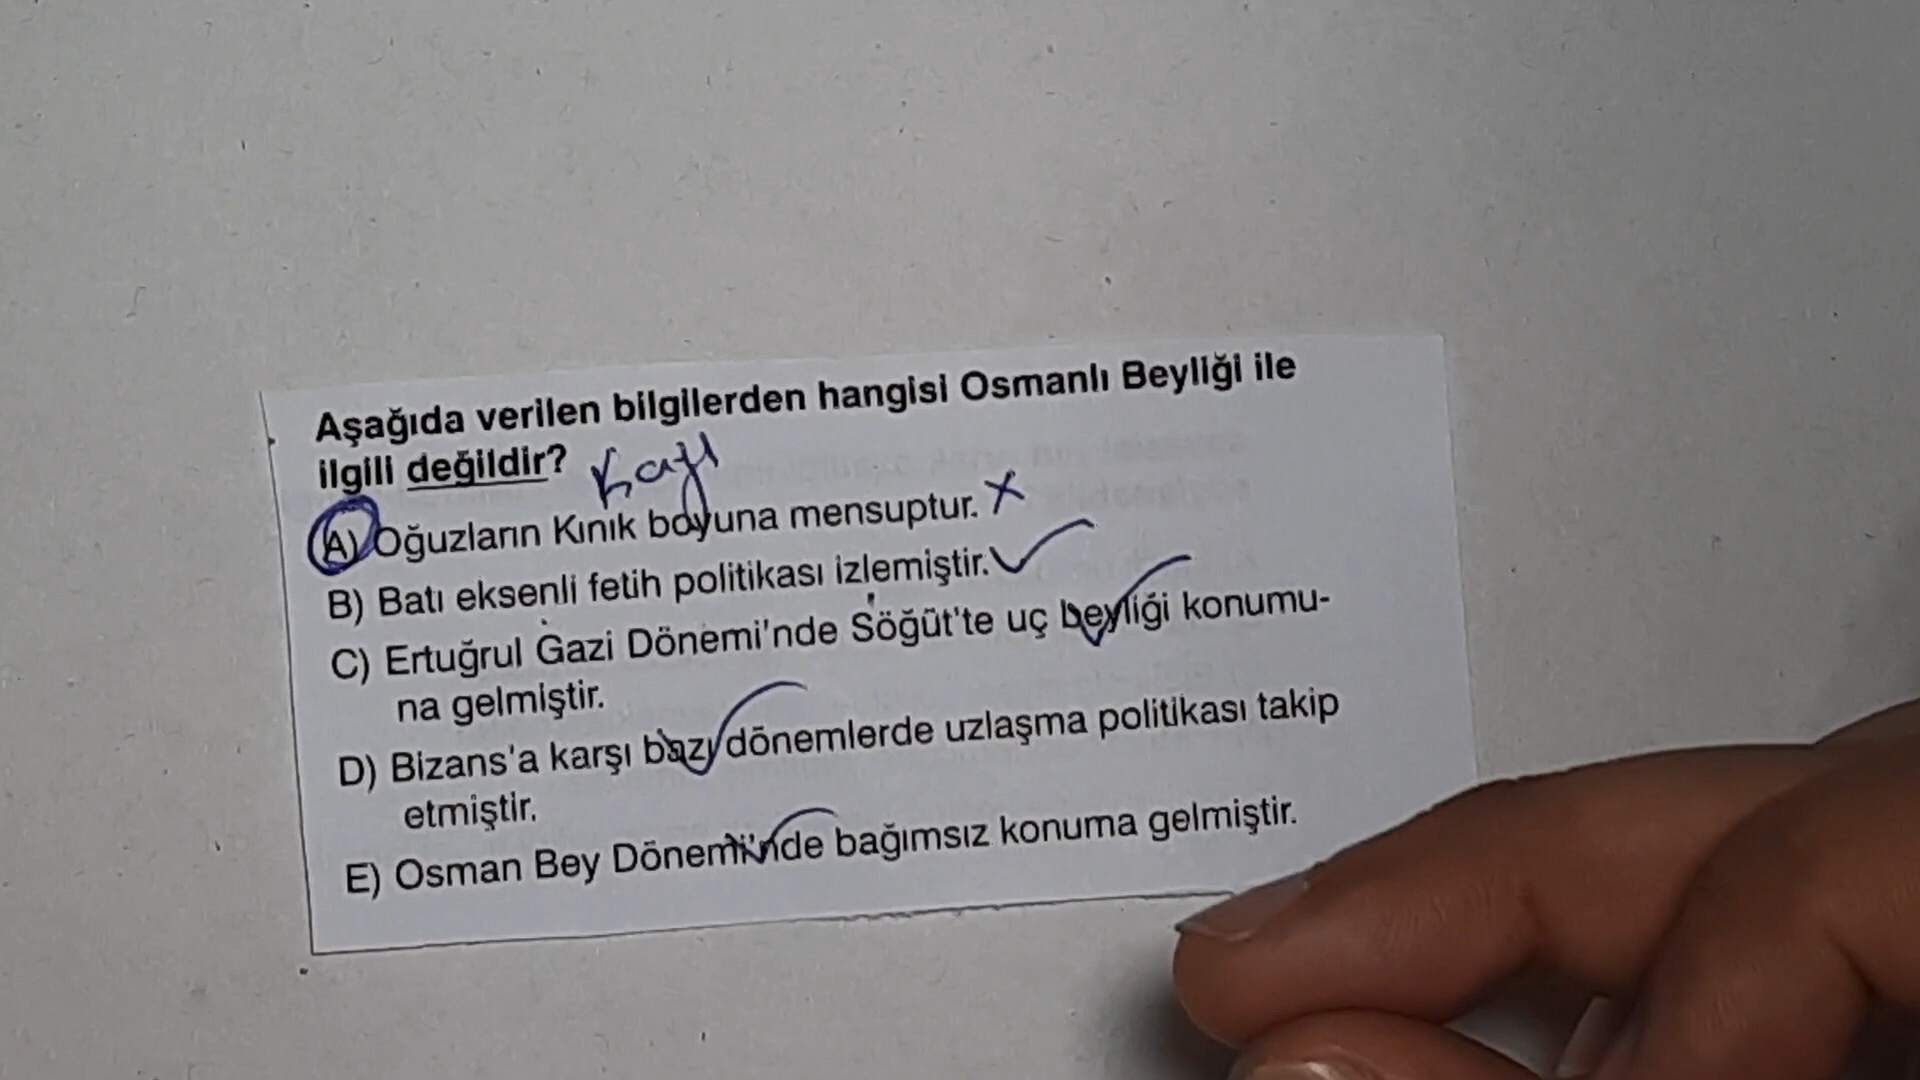 Aşağıda verilen bilgilerden hangisi Osmanlı Beyliği ile
ilgili değildir?
Kayı
A) Oğuzların Kınık boyuna mensuptur. X
B) Batı eksenli fetih politikası izlemiştir.
C) Ertuğrul Gazi Dönemi'nde Söğüt'te uç beyliği konumu-
na gelmiştir.
D) Bizans'a karşı bazı dönemlerde uzlaşma politikası takip
etmiştir.
E) Osman Bey Dönemi'nde bağımsız konuma gelmiştir.